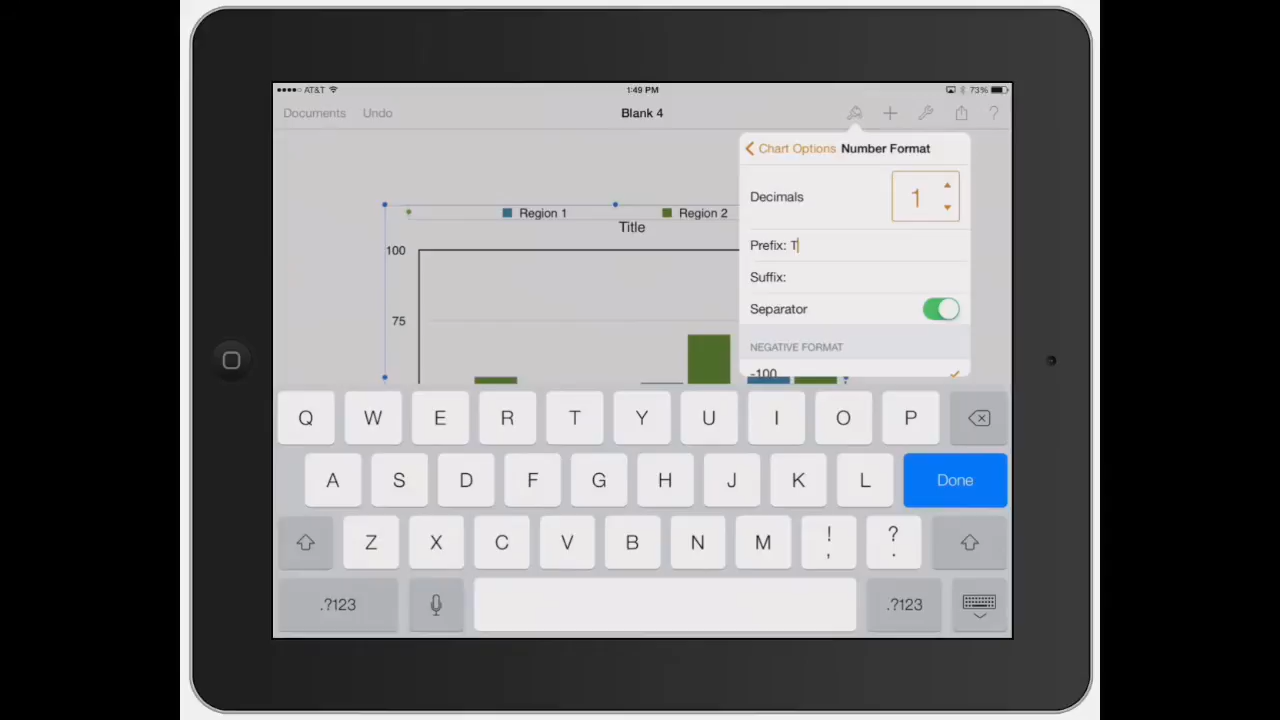 AT&T 1:49 PM 73%
Documents Undo Blank 4 ?
Chart Options Number Format
Decimals 1
Prefix: T
Suffix:
Separator
NEGATIVE FORMAT
-100
Region 1 Region 2
Title
100
75
Q W E R T Y U I O P
A S D F G H J K L Done
Z X C V B N M ! , ? .
.?123 .?123